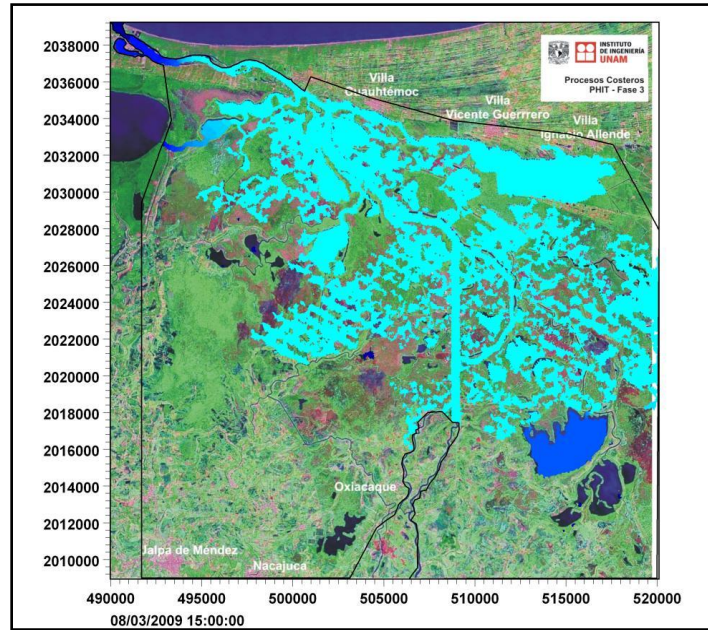 2038000
2036000
2034000
2032000
2030000
2028000
2026000
2024000
2022000
2020000
2018000
2016000
2014000
2012000
2010000
INSTITUTO
DE INGENIERÍA
UNAM
Procesos Costeros
PHIT - Fase 3
Villa
Cuauhtémoc
Villa
Vicente Guerrrero
Villa
Ignacio Allende
Oxiacaque
Jalpa de Méndez
Nacajuca
490000 495000 500000 505000 510000 515000 520000
08/03/2009 15:00:00